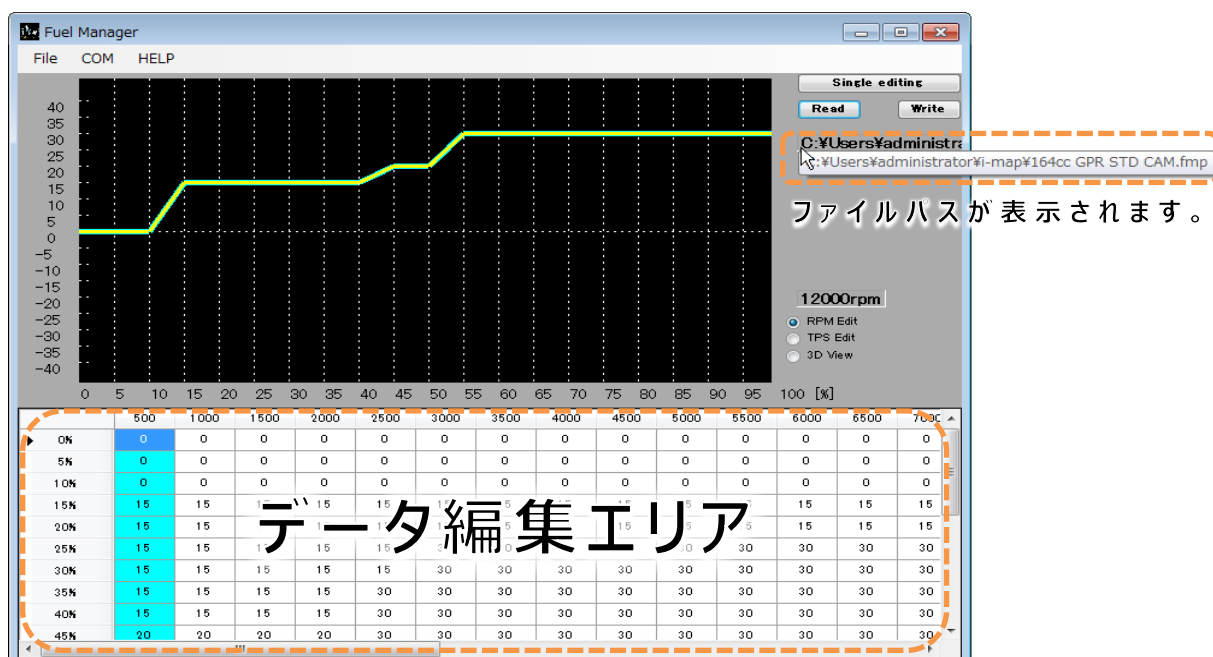 Fuel Manager
File COM HELP
Single editing
Read Write
C:¥Users¥administra
:¥Users¥administrator¥i-map¥164cc GPR STD CAM.fmp
ファイルパスが表示されます。
40
35
30
25
20
15
10
5
0
-5
-10
-15
-20
-25
-30
-35
-40
12000rpm
RPM Edit
TPS Edit
3D View
0 5 10 15 20 25 30 35 40 45 50 55 60 65 70 75 80 85 90 95 100 [%]
500 1000 1500 2000 2500 3000 3500 4000 4500 5000 5500 6000 6500
0% 0 0 0 0 0 0 0 0 0 0 0 0 0 0
5% 0 0 0 0 0 0 0 0 0 0 0 0 0 0
10% 0 0 0 0 0 0 0 0 0 0 0 0 0 0
15% 15 15 15 15 15 15 15
20% 15 15 15 15 15 15
データ編集エリア
25% 15 15 15 15 30 30 30 30
30% 15 15 15 15 15 30 30 30 30 30 30 30 30 30
35% 15 15 15 15 30 30 30 30 30 30 30 30 30 30
40% 15 15 15 15 30 30 30 30 30 30 30 30 30 30
45% 20 20 20 20 30 30 30 30 30 30 30 30 30 30